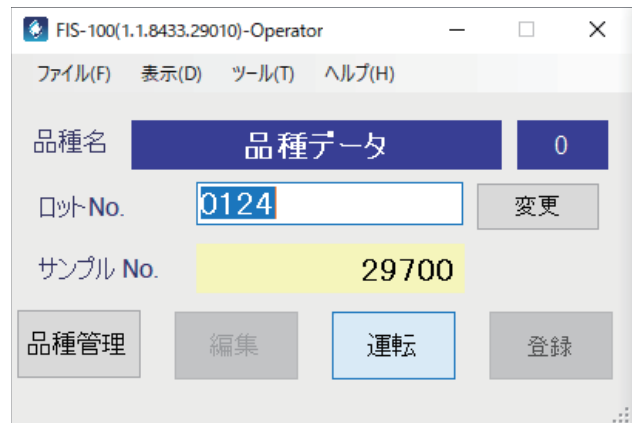 FIS-100(1.1.8433.29010)-Operator
ファイル(F) 表示(D) ツール(T) ヘルプ(H)
品種名 品種データ 0
ロットNo. 0124 変更
サンプル No. 29700
品種管理 編集 運転 登録